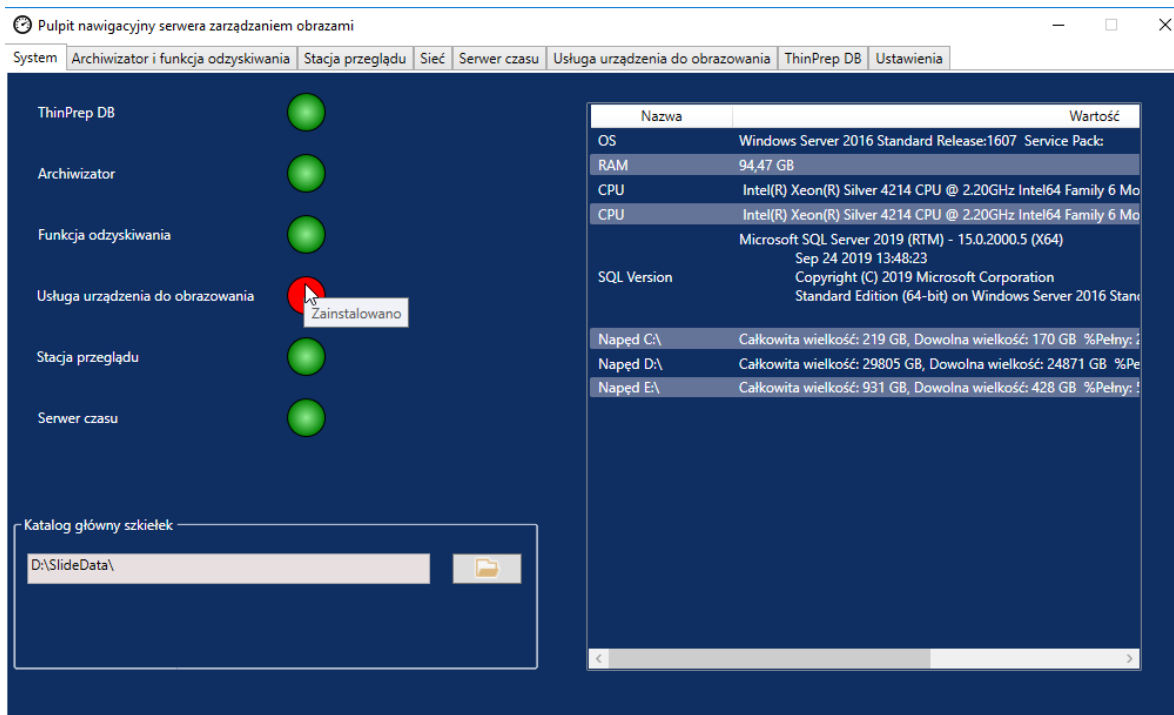 Pulpit nawigacyjny serwera zarządzaniem obrazami
System Archiwizator i funkcja odzyskiwania Stacja przeglądu Sieć Serwer czasu Usługa urządzenia do obrazowania ThinPrep DB Ustawienia
ThinPrep DB
Archiwizator
Funkcja odzyskiwania
Usługa urządzenia do obrazowania
Zainstalowano
Stacja przeglądu
Serwer czasu
Katalog główny szkiełek
D:\SlideData\
Nazwa Wartość
OS Windows Server 2016 Standard Release:1607 Service Pack:
RAM 94,47 GB
CPU Intel(R) Xeon(R) Silver 4214 CPU @ 2.20GHz Intel64 Family 6 Mo
CPU Intel(R) Xeon(R) Silver 4214 CPU @ 2.20GHz Intel64 Family 6 Mo
Microsoft SQL Server 2019 (RTM) - 15.0.2000.5 (X64)
Sep 24 2019 13:48:23
SQL Version Copyright (C) 2019 Microsoft Corporation
Standard Edition (64-bit) on Windows Server 2016 Stan
Napęd C:\ Całkowita wielkość: 219 GB, Dowolna wielkość: 170 GB %Pełny:
Napęd D:\ Całkowita wielkość: 29805 GB, Dowolna wielkość: 24871 GB %Pe
Napęd E:\ Całkowita wielkość: 931 GB, Dowolna wielkość: 428 GB %Pełny: